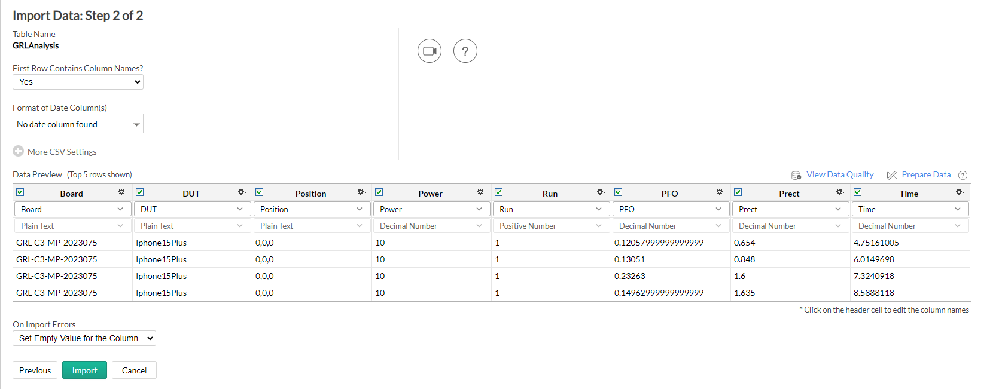 Import Data: Step 2 of 2
Table Name
GRLAnalysis
?
First Row Contains Column Names?
Yes
Format of Date Column(s)
No date column found
More CSV Settings
Data Preview (Top 5 rows shown) View Data Quality Prepare Data ?
Board DUT Position Power Run PFO Prect Time
Board DUT Position Power Run PFO Prect Time
Plain Text Plain Text Plain Text Decimal Number Positive Number Decimal Number Decimal Number Decimal Number
GRL-C3-MP-2023075 Iphone15Plus 0,0,0 10 1 0.12057999999999999 0.654 4.75161005
GRL-C3-MP-2023075 Iphone15Plus 0,0,0 10 1 0.13051 0.848 6.0149698
GRL-C3-MP-2023075 Iphone15Plus 0,0,0 10 1 0.23263 1.6 7.3240918
GRL-C3-MP-2023075 Iphone15Plus 0,0,0 10 1 0.14962999999999999 1.635 8.5888118
* Click on the header cell to edit the column names
On Import Errors
Set Empty Value for the Column
Previous Import Cancel